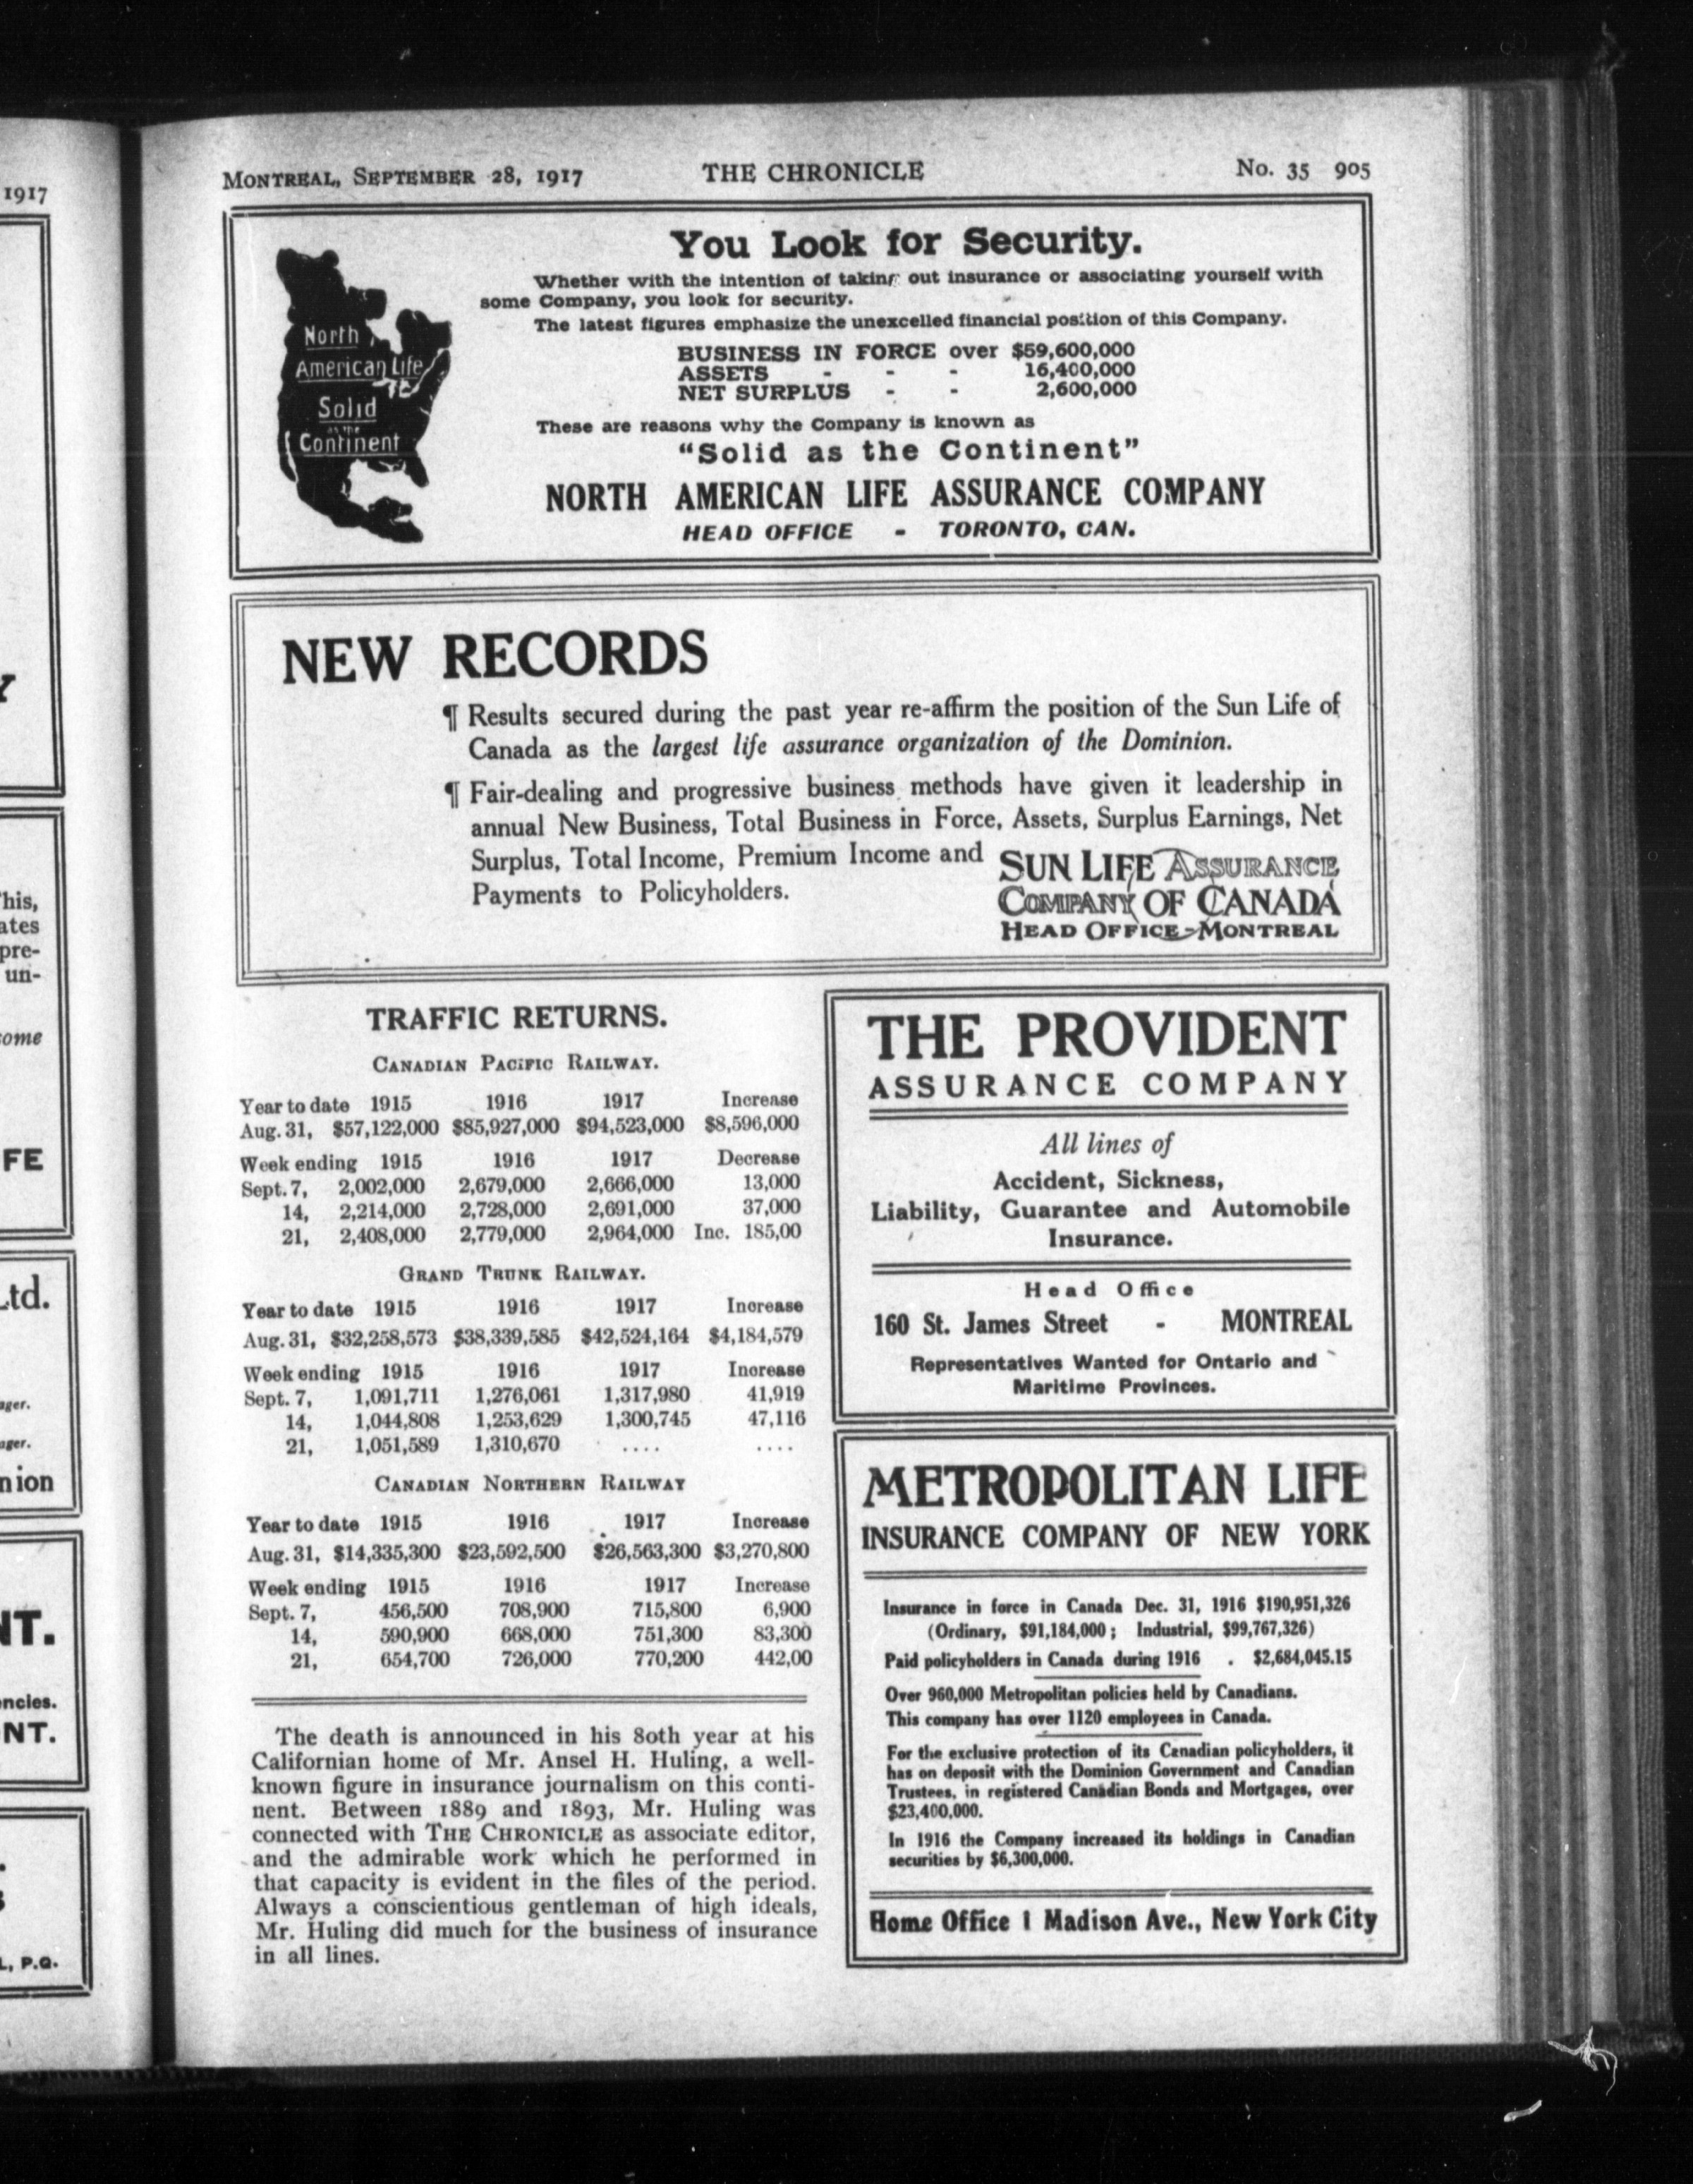 1917
Y
his,
ates
pre-
un-
ome
FE
Ltd.
ager.
ager.
nion
NT.
encies.
ONT.
L, P.Q.
MONTREAL, SEPTEMBER 28, 1917 THE CHRONICLE No. 35 905
North
American Life
Solid
as the
Continent
You Look for Security.
Whether with the intention of taking out insurance or associating yourself with
some Company, you look for security.
The latest figures emphasize the unexcelled financial position of this Company.
BUSINESS IN FORCE over $59,600,000
ASSETS - - - 16,400,000
NET SURPLUS - - 2,600,000
These are reasons why the Company is known as
"Solid as the Continent"
NORTH AMERICAN LIFE ASSURANCE COMPANY
HEAD OFFICE - TORONTO, CAN.
NEW RECORDS
¶ Results secured during the past year re-affirm the position of the Sun Life of
Canada as the largest life assurance organization of the Dominion.
¶ Fair-dealing and progressive business methods have given it leadership in
annual New Business, Total Business in Force, Assets, Surplus Earnings, Net
Surplus, Total Income, Premium Income and
Payments to Policyholders.
SUN LIFE ASSURANCE
COMPANY OF CANADA
HEAD OFFICE-MONTREAL
TRAFFIC RETURNS.
CANADIAN PACIFIC RAILWAY.
Year to date 1915 1916 1917 Increase
Aug. 31, $57,122,000 $85,927,000 $94,523,000 $8,596,000
Week ending 1915 1916 1917 Decrease
Sept. 7, 2,002,000 2,679,000 2,666,000 13,000
14, 2,214,000 2,728,000 2,691,000 37,000
21, 2,408,000 2,779,000 2,964,000 Inc. 185,00
GRAND TRUNK RAILWAY.
Year to date 1915 1916 1917 Increase
Aug. 31, $32,258,573 $38,339,585 $42,524,164 $4,184,579
Week ending 1915 1916 1917 Increase
Sept. 7, 1,091,711 1,276,061 1,317,980 41,919
14, 1,044,808 1,253,629 1,300,745 47,116
21, 1,051,589 1,310,670 .... ....
CANADIAN NORTHERN RAILWAY
Year to date 1915 1916 1917 Increase
Aug. 31, $14,335,300 $23,592,500 $26,563,300 $3,270,800
Week ending 1915 1916 1917 Increase
Sept. 7, 456,500 708,900 715,800 6,900
14, 590,900 668,000 751,300 83,300
21, 654,700 726,000 770,200 442,00
The death is announced in his 80th year at his
Californian home of Mr. Ansel H. Huling, a well-
known figure in insurance journalism on this conti-
nent. Between 1889 and 1893, Mr. Huling was
connected with THE CHRONICLE as associate editor,
and the admirable work which he performed in
that capacity is evident in the files of the period.
Always a conscientious gentleman of high ideals,
Mr. Huling did much for the business of insurance
in all lines.
THE PROVIDENT
ASSURANCE COMPANY
All lines of
Accident, Sickness,
Liability, Guarantee and Automobile
Insurance.
Head Office
160 St. James Street - MONTREAL
Representatives Wanted for Ontario and
Maritime Provinces.
METROPOLITAN LIFE
INSURANCE COMPANY OF NEW YORK
Insurance in force in Canada Dec. 31, 1916 $190,951,326
(Ordinary, $91,184,000; Industrial, $99,767,326)
Paid policyholders in Canada during 1916 . $2,684,045.15
Over 960,000 Metropolitan policies held by Canadians.
This company has over 1120 employees in Canada.
For the exclusive protection of its Canadian policyholders, it
has on deposit with the Dominion Government and Canadian
Trustees, in registered Canadian Bonds and Mortgages, over
$23,400,000.
In 1916 the Company increased its holdings in Canadian
securities by $6,300,000.
Home Office 1 Madison Ave., New York City